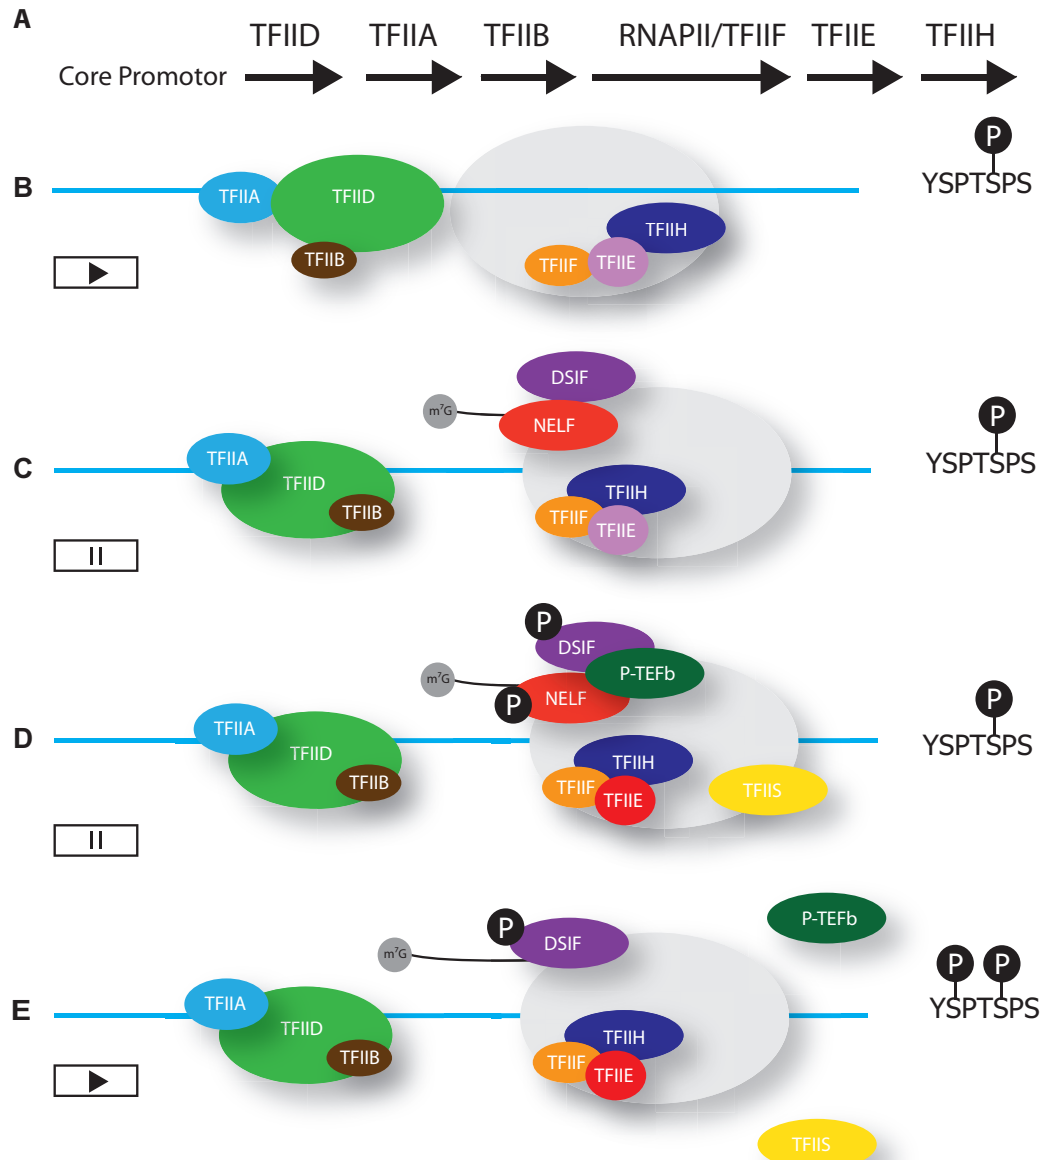 A
TFIID TFIIA TFIIB RNAPII/TFIIF TFIIE TFIIH
Core Promotor
B
P
YSPTSPS
TFIIA TFIID
TFIIH
TFIIB TFIIF TFIIE
C
DSIF
m⁷G
NELF
P
YSPTSPS
TFIIA
TFIID
TFIIB
TFIIH
TFIIF TFIIE
D
P
DSIF
P-TEFb
m⁷G
P
NELF
P
YSPTSPS
TFIIA
TFIID
TFIIB
TFIIH
TFIIF TFIIE
TFIIS
E
P-TEFb
P
DSIF
m⁷G
P P
YSPTSPS
TFIIA
TFIID
TFIIB
TFIIH
TFIIF TFIIE
TFIIS